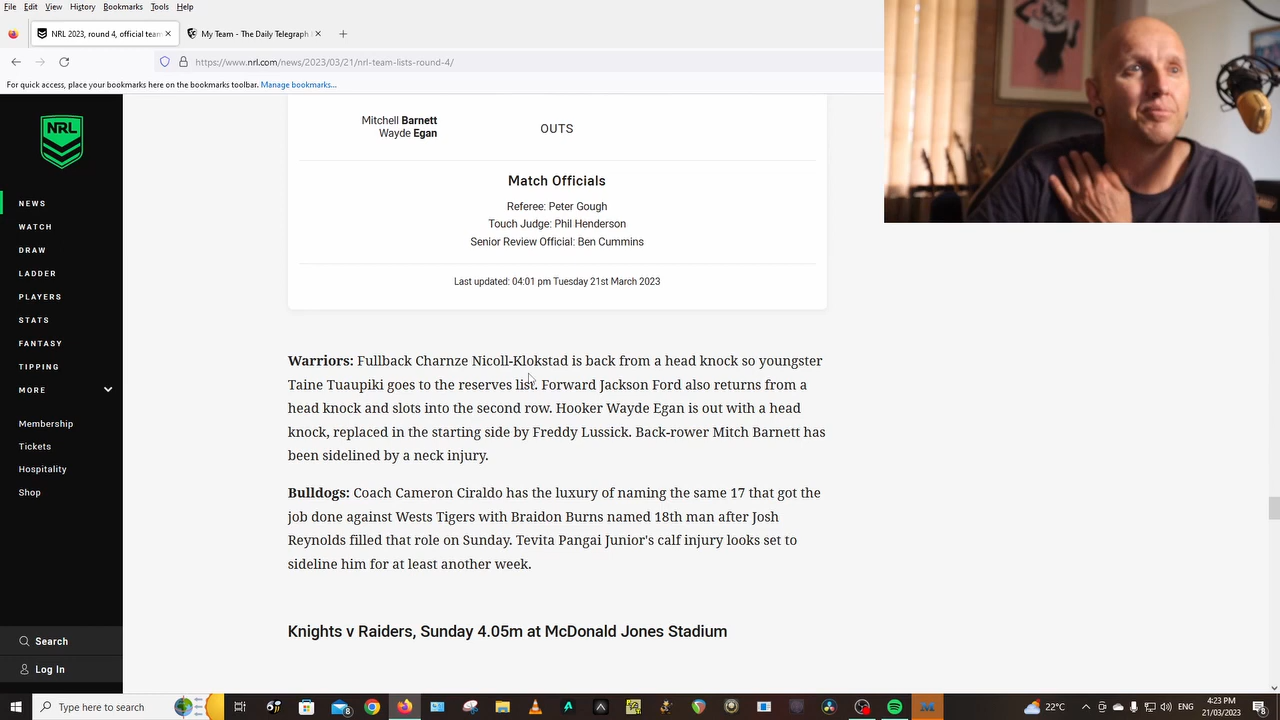 File Edit View History Bookmarks Tools Help
NRL 2023, round 4, official team
My Team - The Daily Telegraph
https://www.nrl.com/news/2023/03/21/nrl-team-lists-round-4/
For quick access, place your bookmarks here on the bookmarks toolbar. Manage bookmarks...
NRL
NEWS
WATCH
DRAW
LADDER
PLAYERS
STATS
FANTASY
TIPPING
MORE
Membership
Tickets
Hospitality
Shop
Search
Log In
Mitchell Barnett
Wayde Egan
OUTS
Match Officials
Referee: Peter Gough
Touch Judge: Phil Henderson
Senior Review Official: Ben Cummins
Last updated: 04:01 pm Tuesday 21st March 2023
Warriors: Fullback Charnze Nicoll-Klokstad is back from a head knock so youngster
Taine Tuaupiki goes to the reserves list. Forward Jackson Ford also returns from a
head knock and slots into the second row. Hooker Wayde Egan is out with a head
knock, replaced in the starting side by Freddy Lussick. Back-rower Mitch Barnett has
been sidelined by a neck injury.
Bulldogs: Coach Cameron Ciraldo has the luxury of naming the same 17 that got the
job done against Wests Tigers with Braidon Burns named 18th man after Josh
Reynolds filled that role on Sunday. Tevita Pangai Junior's calf injury looks set to
sideline him for at least another week.
Knights v Raiders, Sunday 4.05m at McDonald Jones Stadium
Type here to search
22°C
ENG
4:23 PM
21/03/2023